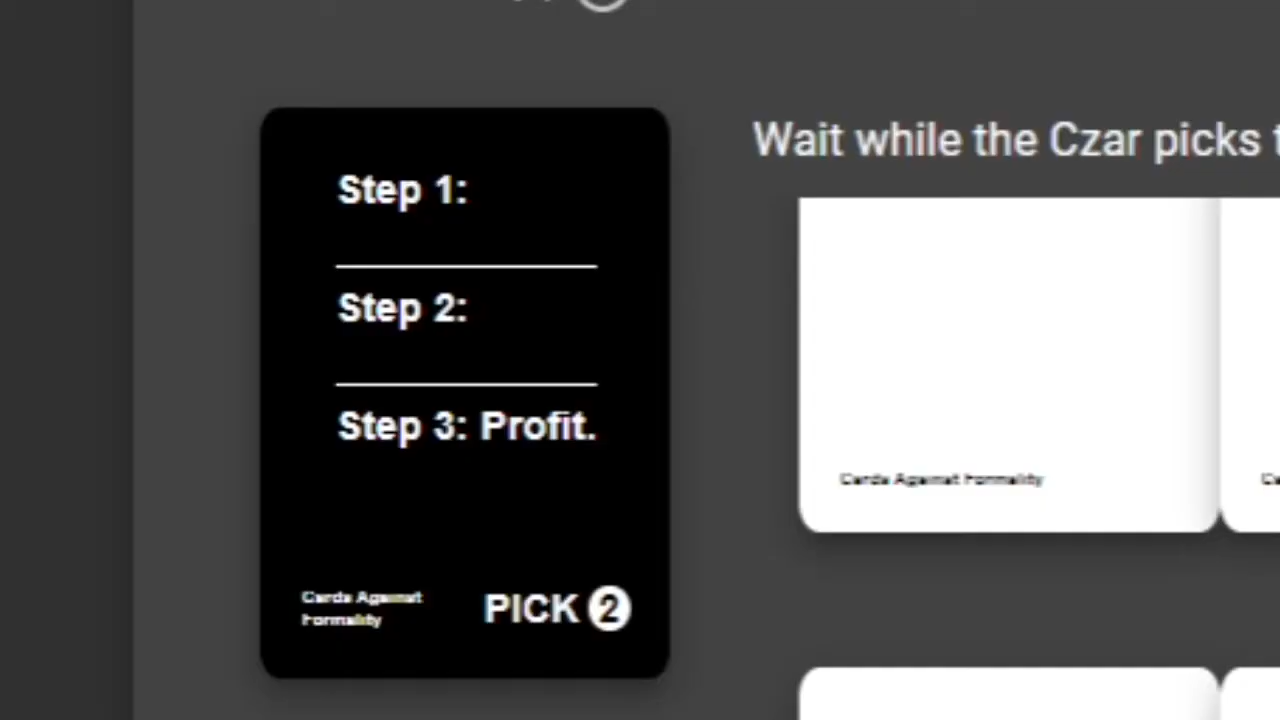 Step 1:
Step 2:
Step 3: Profit.
Cards Against
Formality
PICK 2
Wait while the Czar picks
Cards Against Formality